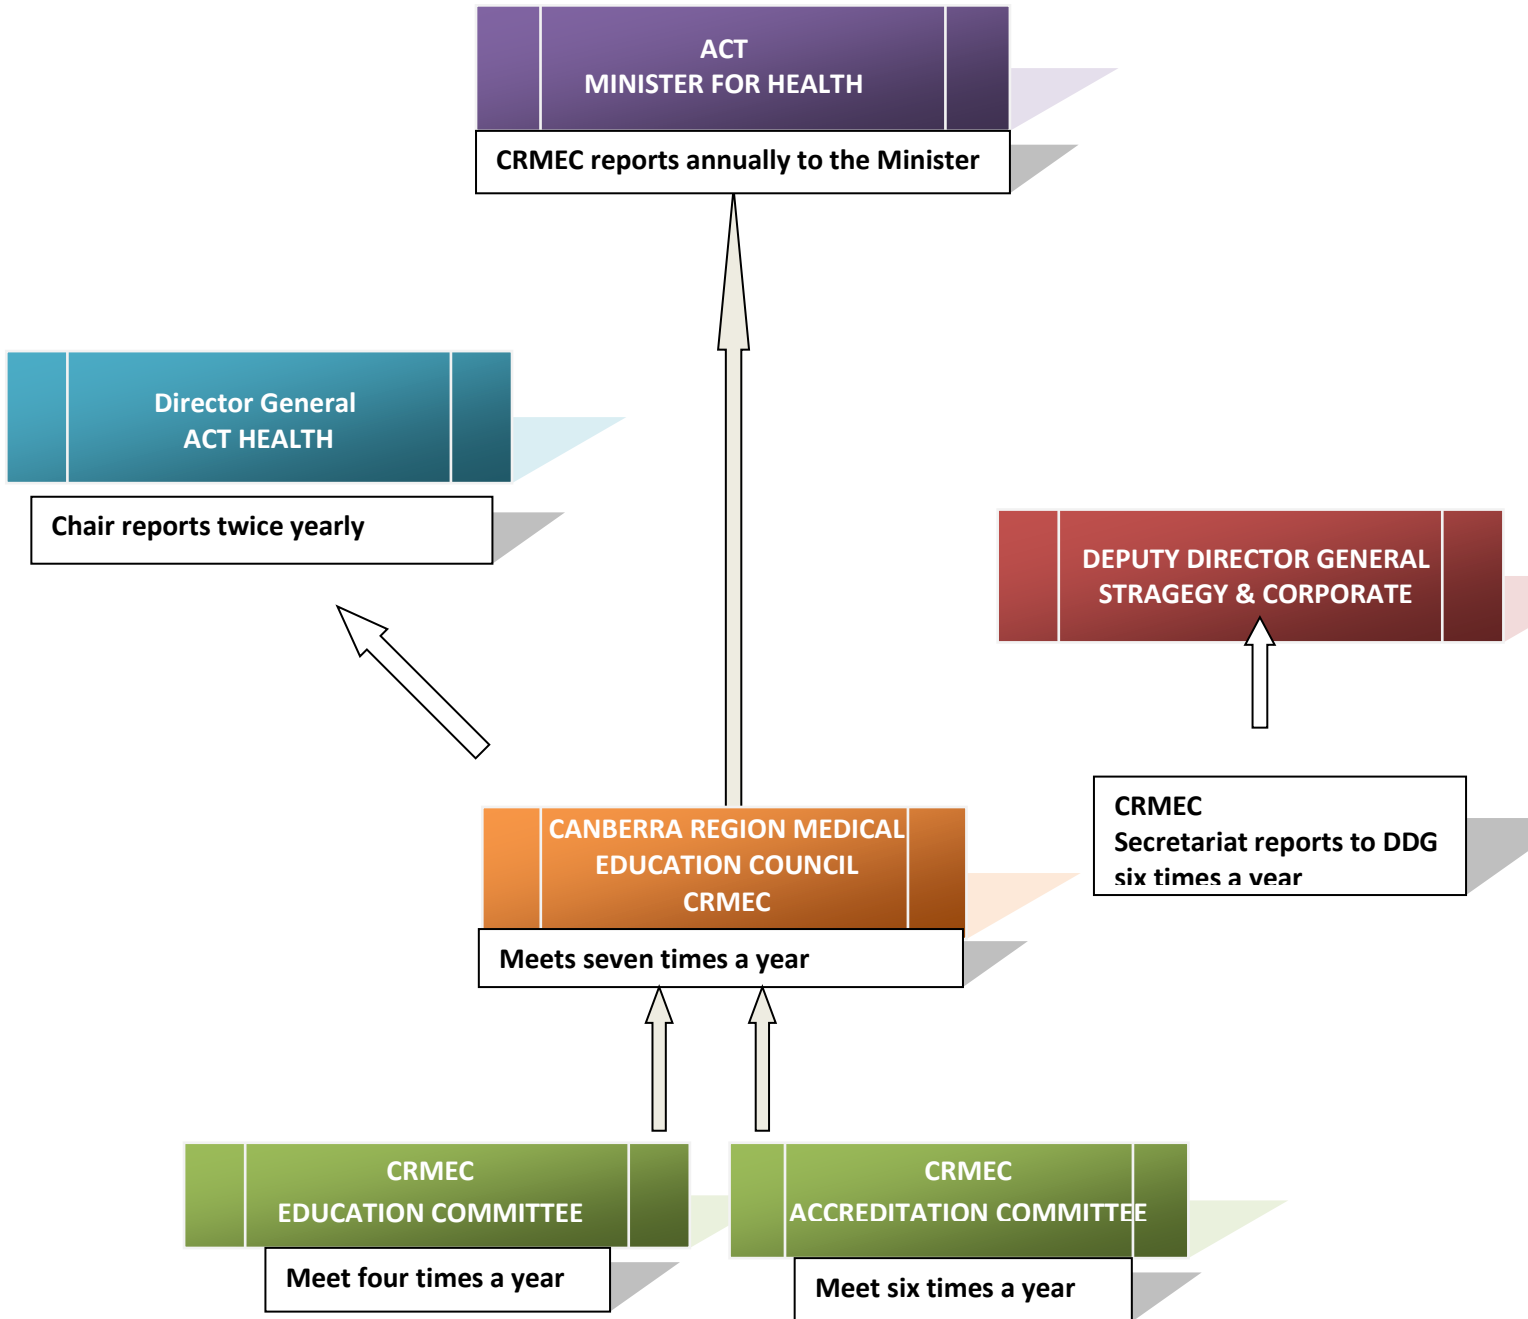 ACT
MINISTER FOR HEALTH
CRMEC reports annually to the Minister
Director General
ACT HEALTH
Chair reports twice yearly
DEPUTY DIRECTOR GENERAL
STRAGEGY & CORPORATE
CRMEC
Secretariat reports to DDG
six times a year
CANBERRA REGION MEDICAL
EDUCATION COUNCIL
CRMEC
Meets seven times a year
CRMEC
EDUCATION COMMITTEE
Meet four times a year
CRMEC
ACCREDITATION COMMITTEE
Meet six times a year